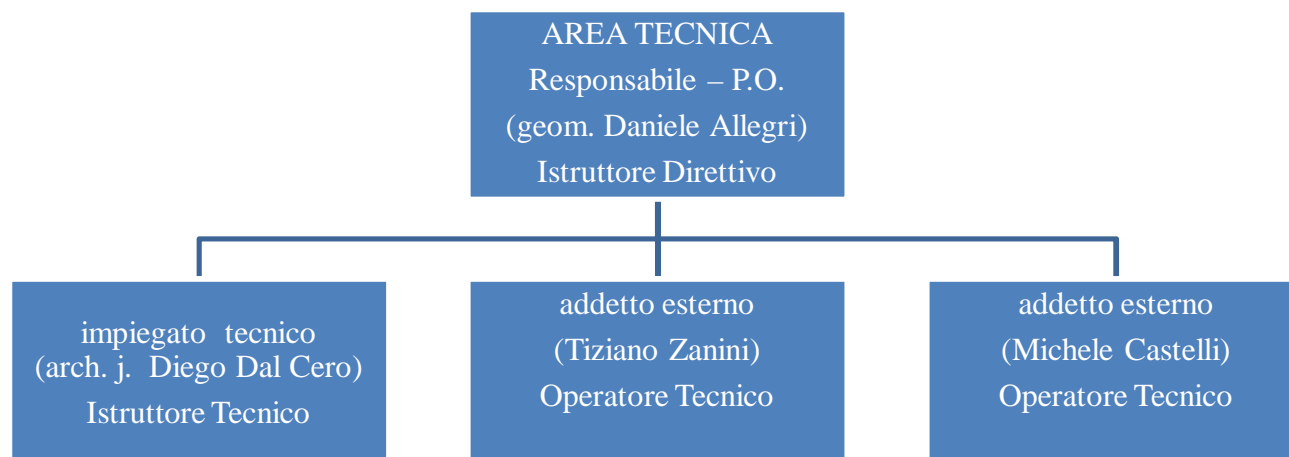 AREA TECNICA
Responsabile – P.O.
(geom. Daniele Allegri)
Istruttore Direttivo
impiegato tecnico
(arch. j. Diego Dal Cero)
Istruttore Tecnico
addetto esterno
(Tiziano Zanini)
Operatore Tecnico
addetto esterno
(Michele Castelli)
Operatore Tecnico